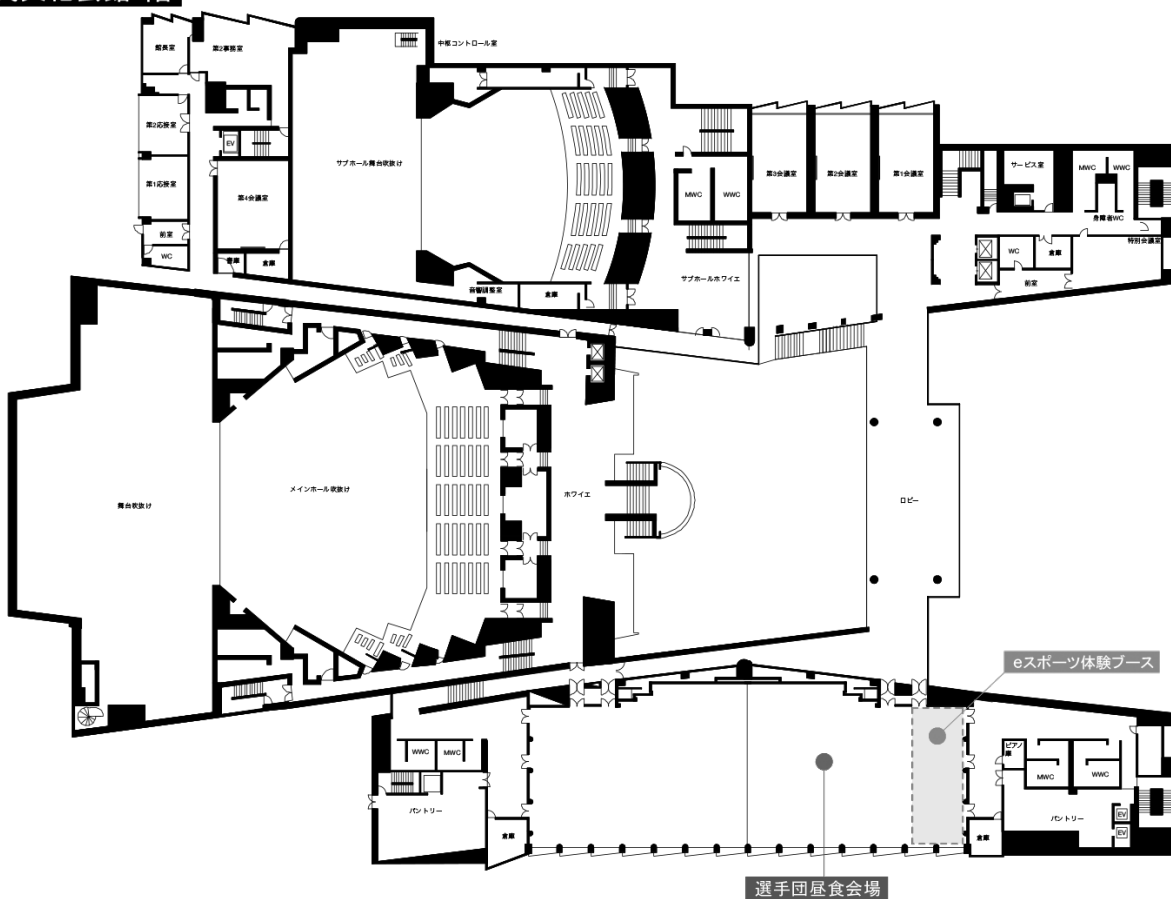 館長室
第2事務室
中枢コントロール室
第2応接室
EV
サブホール舞台吹抜け
第3会議室
第2会議室
第1会議室
サービス室
MWC
WWC
第1応接室
第4会議室
MWC
WWC
身障者WC
前室
WC
倉庫
特別会議室
WC
倉庫
サブホールホワイエ
前室
音響調整室
倉庫
舞台吹抜け
メインホール吹抜け
ホワイエ
ロビー
eスポーツ体験ブース
WWC
MWC
ピアノ庫
MWC
WWC
パントリー
パントリー
EV
EV
倉庫
倉庫
選手団昼食会場